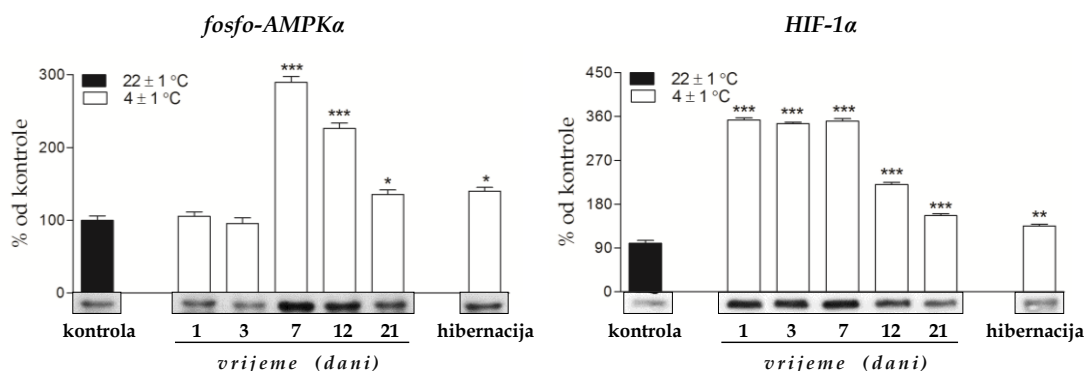 fosfo-AMPKα
300
200
100
0
% od kontrole
22 ± 1 °C
4 ± 1 °C
***
***
*
*
kontrola
1 3 7 12 21
hibernacija
vrijeme (dani)
HIF-1α
450
360
270
180
90
0
% od kontrole
22 ± 1 °C
4 ± 1 °C
***
***
***
***
***
**
kontrola
1 3 7 12 21
hibernacija
vrijeme (dani)